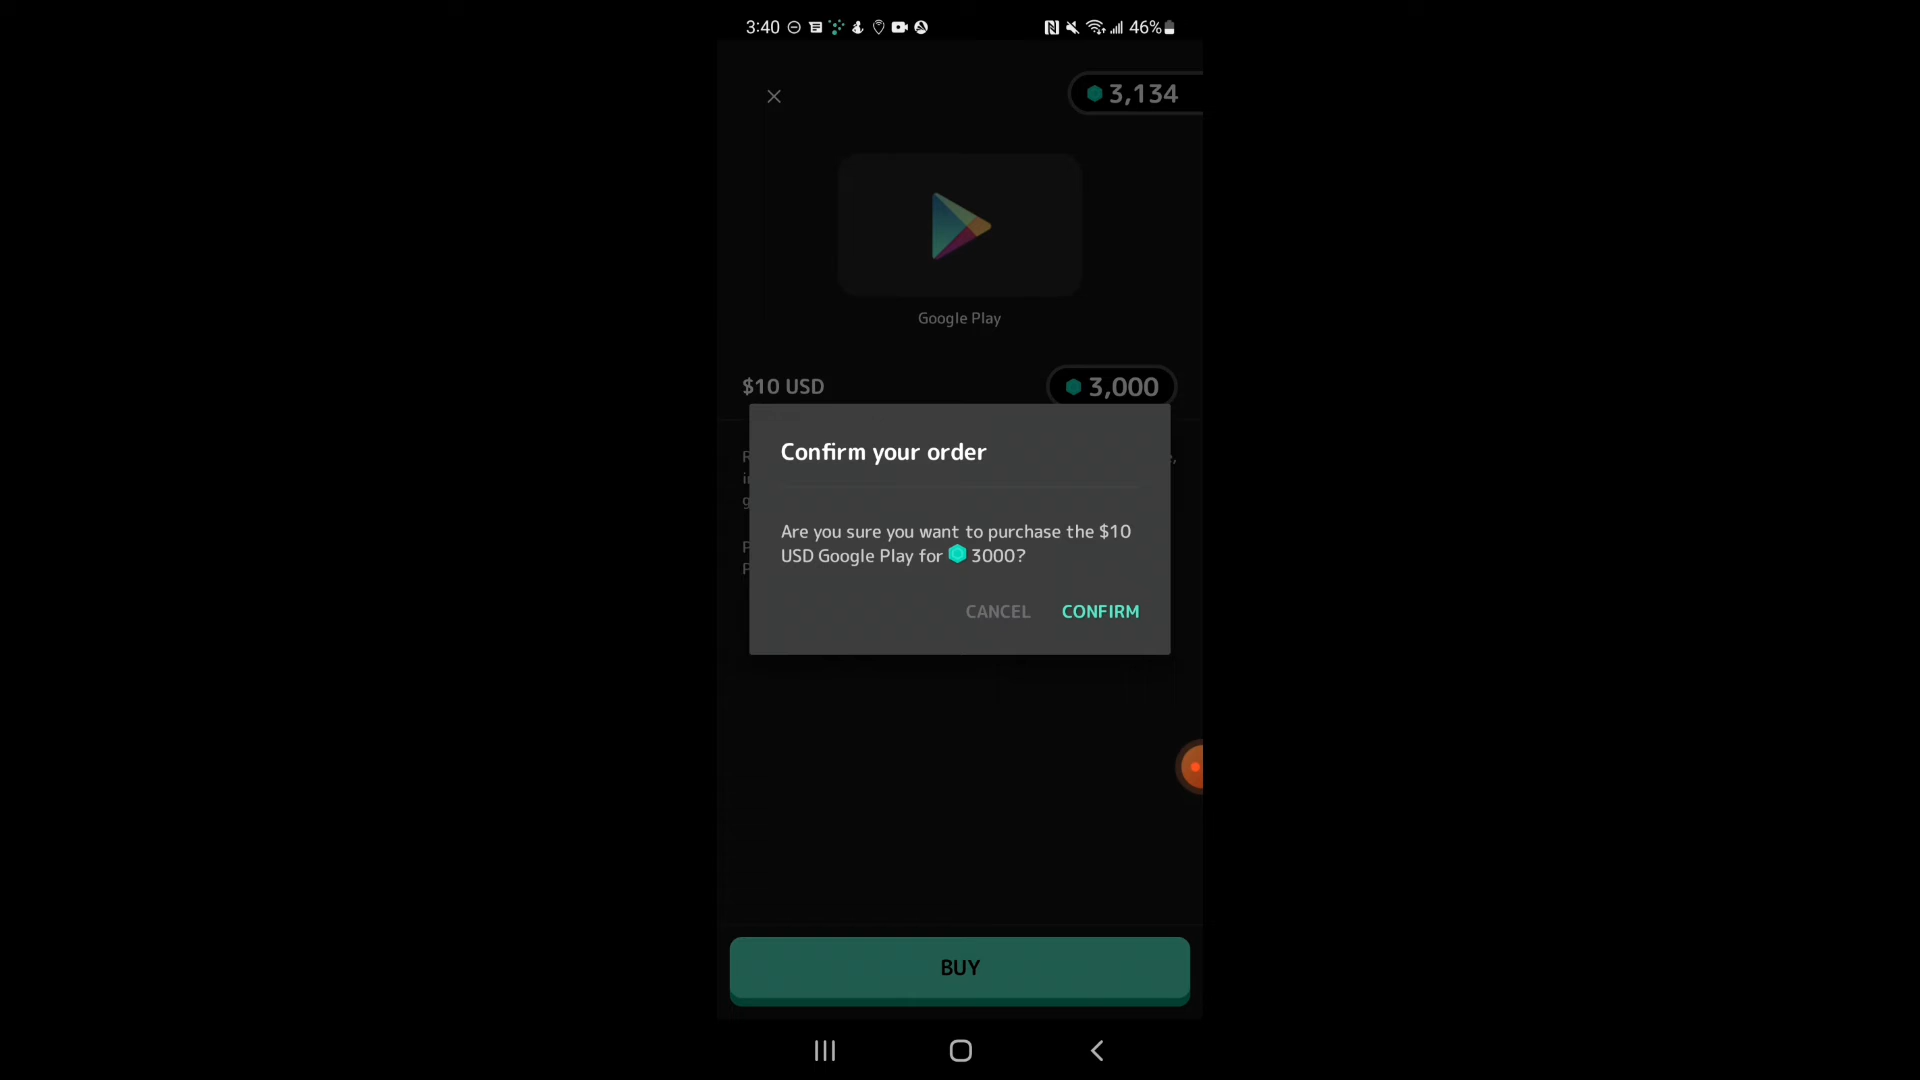 3:40
46%
3,134
Google Play
$10 USD
3,000
Confirm your order
Are you sure you want to purchase the $10
USD Google Play for 3000?
CANCEL
CONFIRM
BUY